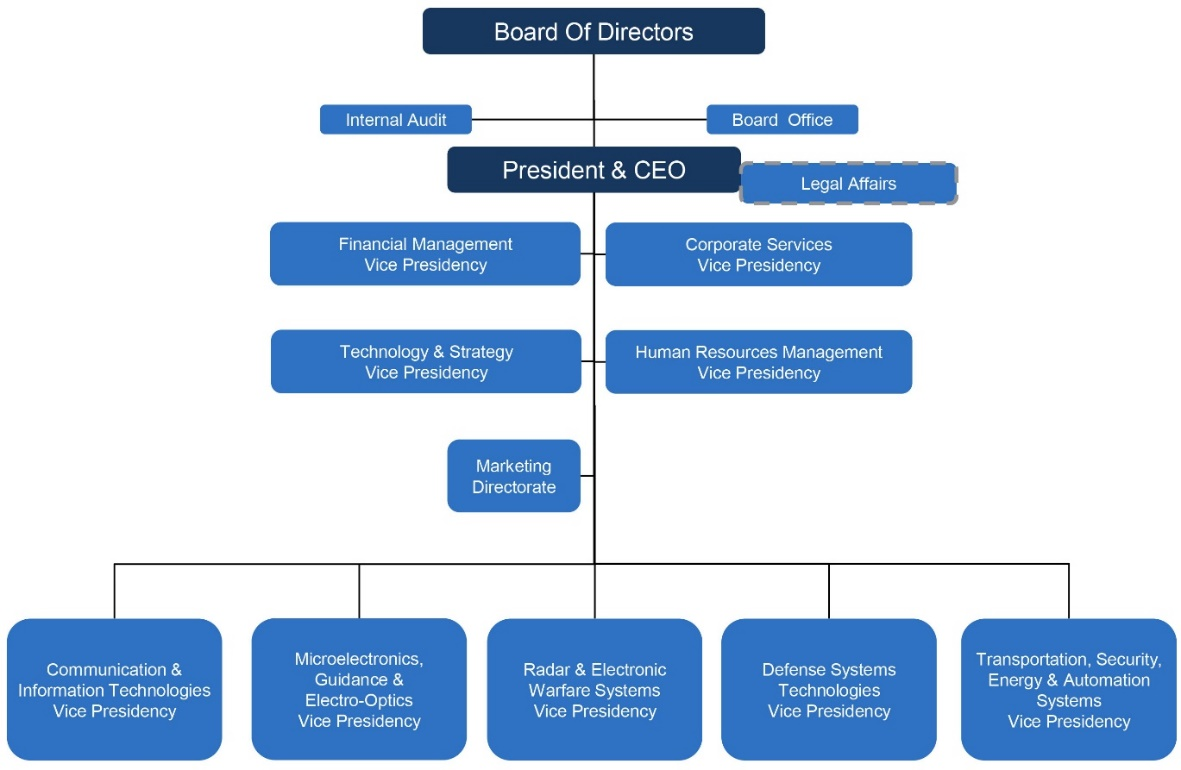 Board Of Directors
Internal Audit
Board Office
President & CEO
Legal Affairs
Financial Management
Vice Presidency
Corporate Services
Vice Presidency
Technology & Strategy
Vice Presidency
Human Resources Management
Vice Presidency
Marketing
Directorate
Communication &
Information Technologies
Vice Presidency
Microelectronics,
Guidance &
Electro-Optics
Vice Presidency
Radar & Electronic
Warfare Systems
Vice Presidency
Defense Systems
Technologies
Vice Presidency
Transportation, Security,
Energy & Automation
Systems
Vice Presidency